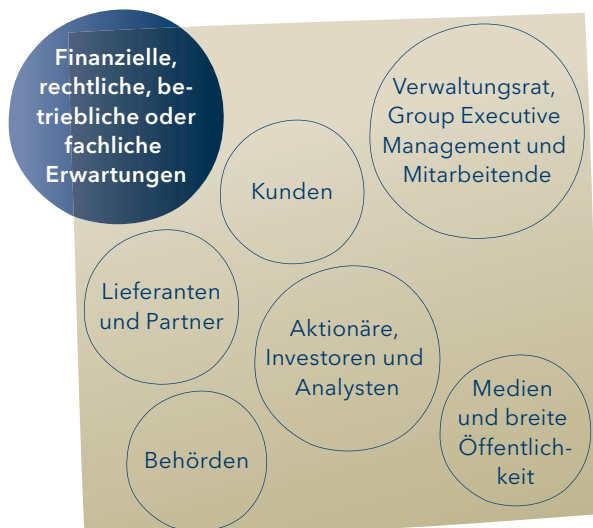 Finanzielle,
rechtliche, be-
triebliche oder
fachliche
Erwartungen
Verwaltungsrat,
Group Executive
Management und
Mitarbeitende
Kunden
Lieferanten
und Partner
Aktionäre,
Investoren und
Analysten
Medien
und breite
Öffentlich-
keit
Behörden